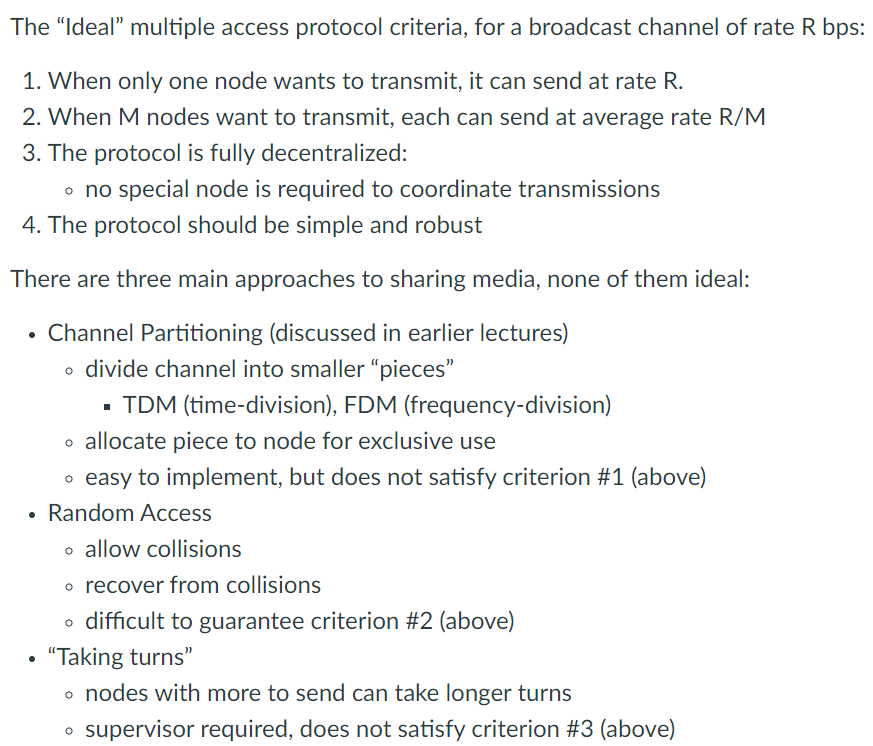 The “Ideal” multiple access protocol criteria, for a broadcast channel of rate R bps:
1. When only one node wants to transmit, it can send at rate R.
2. When M nodes want to transmit, each can send at average rate R/M
3. The protocol is fully decentralized:
◦ no special node is required to coordinate transmissions
4. The protocol should be simple and robust
There are three main approaches to sharing media, none of them ideal:
• Channel Partitioning (discussed in earlier lectures)
◦ divide channel into smaller “pieces”
▪ TDM (time-division), FDM (frequency-division)
◦ allocate piece to node for exclusive use
◦ easy to implement, but does not satisfy criterion #1 (above)
• Random Access
◦ allow collisions
◦ recover from collisions
◦ difficult to guarantee criterion #2 (above)
• “Taking turns”
◦ nodes with more to send can take longer turns
◦ supervisor required, does not satisfy criterion #3 (above)